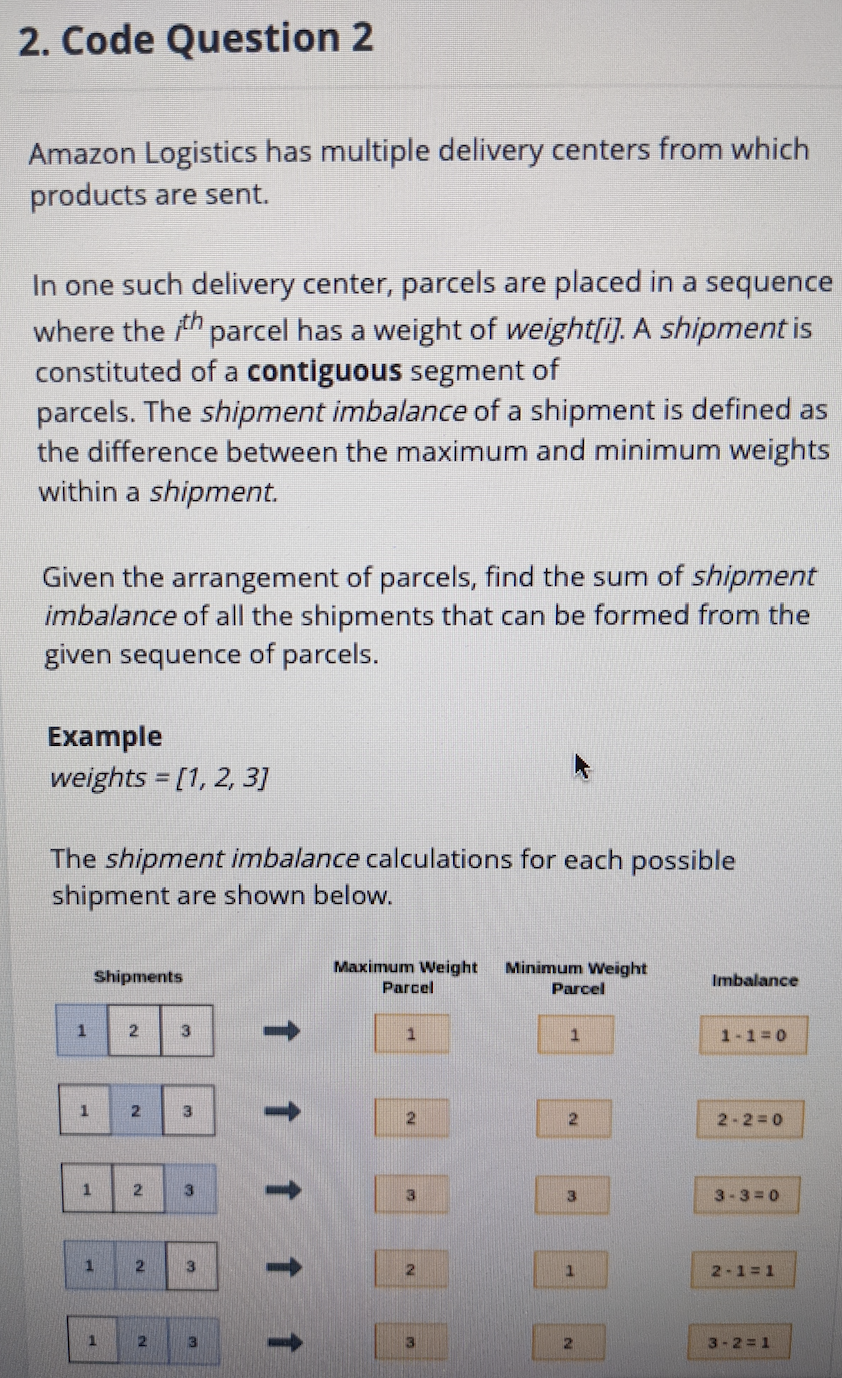 2. Code Question 2
Amazon Logistics has multiple delivery centers from which
products are sent.
In one such delivery center, parcels are placed in a sequence
where the ith parcel has a weight of weight[i]. A shipment is
constituted of a contiguous segment of
parcels. The shipment imbalance of a shipment is defined as
the difference between the maximum and minimum weights
within a shipment.
Given the arrangement of parcels, find the sum of shipment
imbalance of all the shipments that can be formed from the
given sequence of parcels.
Example
weights = [1, 2, 3]
The shipment imbalance calculations for each possible
shipment are shown below.
Shipments Maximum Weight Parcel Minimum Weight Parcel Imbalance
1 2 3 1 1 1 - 1 = 0
1 2 3 2 2 2 - 2 = 0
1 2 3 3 3 3 - 3 = 0
1 2 3 2 1 2 - 1 = 1
1 2 3 3 2 3 - 2 = 1